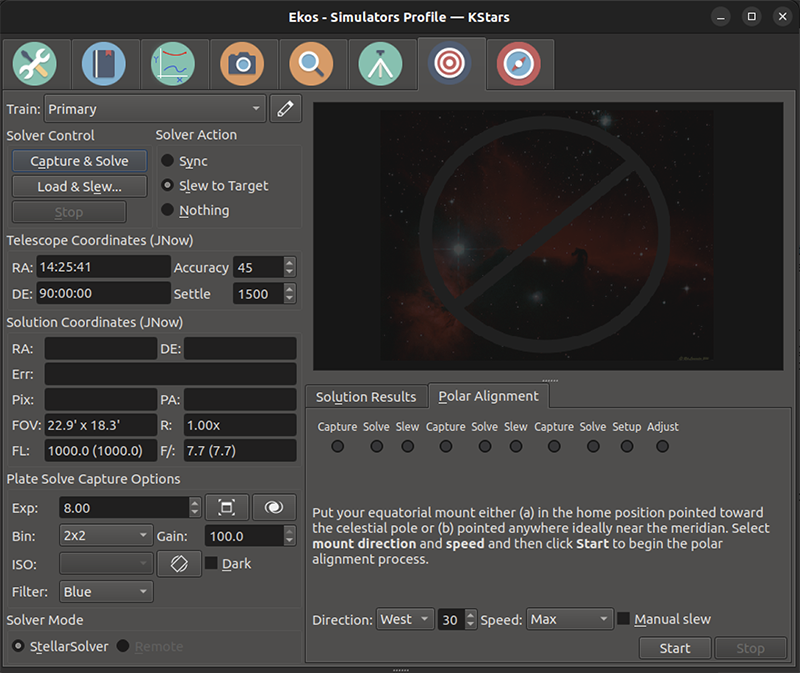 Ekos - Simulators Profile — KStars
Train: Primary
Solver Control
Solver Action
Capture & Solve
Sync
Load & Slew...
Slew to Target
Stop
Nothing
Telescope Coordinates (JNow)
RA: 14:25:41 Accuracy 45
DE: 90:00:00 Settle 1500
Solution Coordinates (JNow)
RA: DE:
Err:
Pix: PA:
FOV: 22.9' x 18.3' R: 1.00x
FL: 1000.0 (1000.0) F/: 7.7 (7.7)
Plate Solve Capture Options
Exp: 8.00
Bin: 2x2 Gain: 100.0
ISO: Dark
Filter: Blue
Solver Mode
StellarSolver Remote
Solution Results Polar Alignment
Capture Solve Slew Capture Solve Slew Capture Solve Setup Adjust
Put your equatorial mount either (a) in the home position pointed toward
the celestial pole or (b) pointed anywhere ideally near the meridian. Select
mount direction and speed and then click Start to begin the polar
alignment process.
Direction: West 30 Speed: Max Manual slew
Start Stop